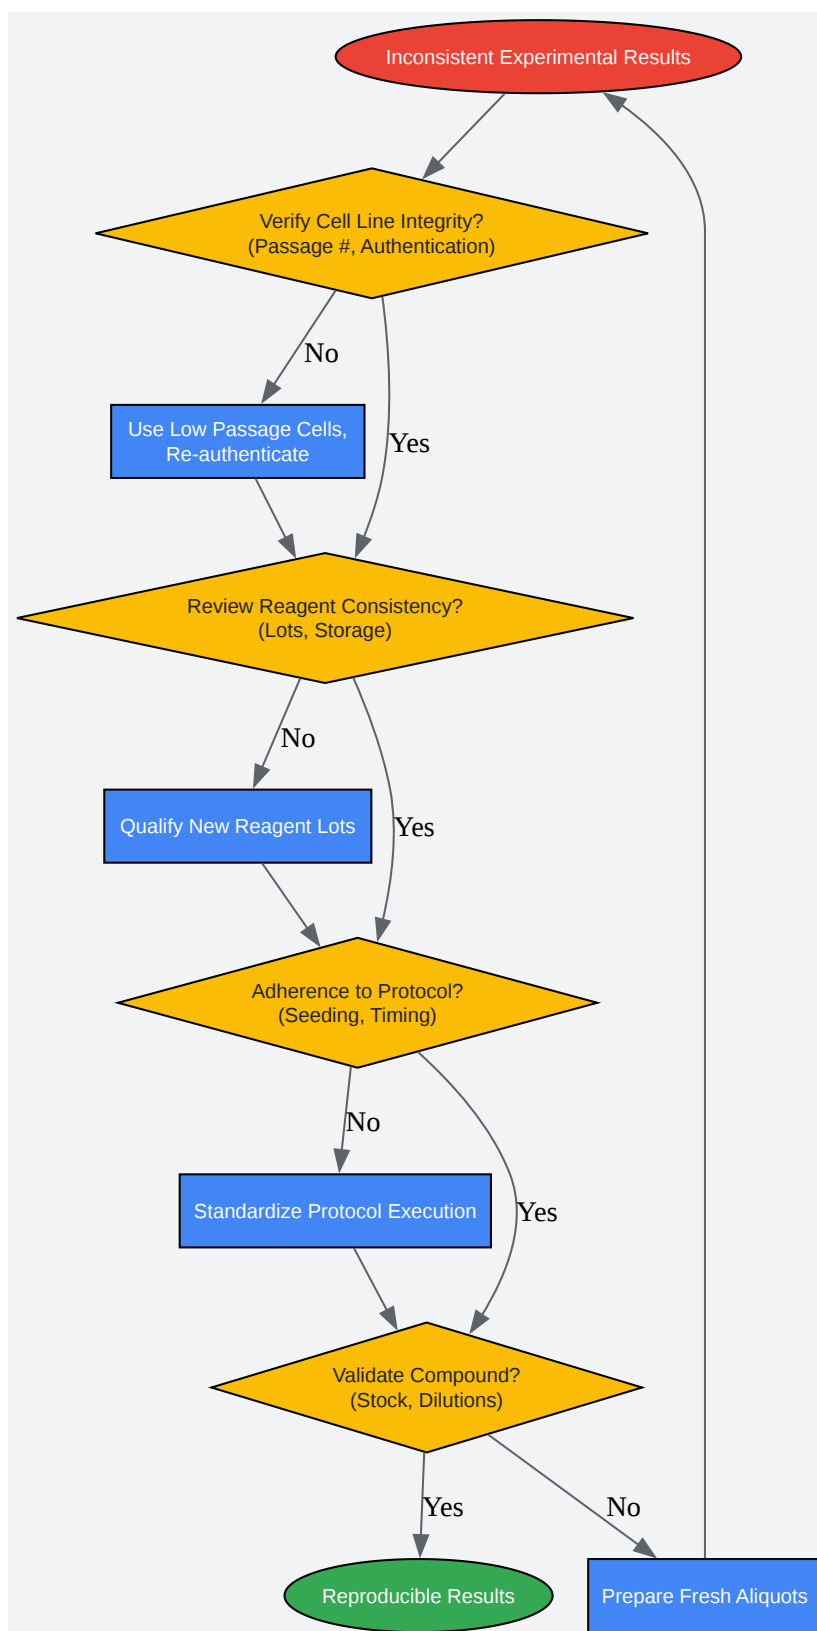 Inconsistent Experimental Results
Verify Cell Line Integrity?
(Passage #, Authentication)
No
Use Low Passage Cells,
Re-authenticate
Yes
Review Reagent Consistency?
(Lots, Storage)
No
Qualify New Reagent Lots
Yes
Adherence to Protocol?
(Seeding, Timing)
No
Standardize Protocol Execution
Yes
Validate Compound?
(Stock, Dilutions)
Yes
No
Reproducible Results
Prepare Fresh Aliquots